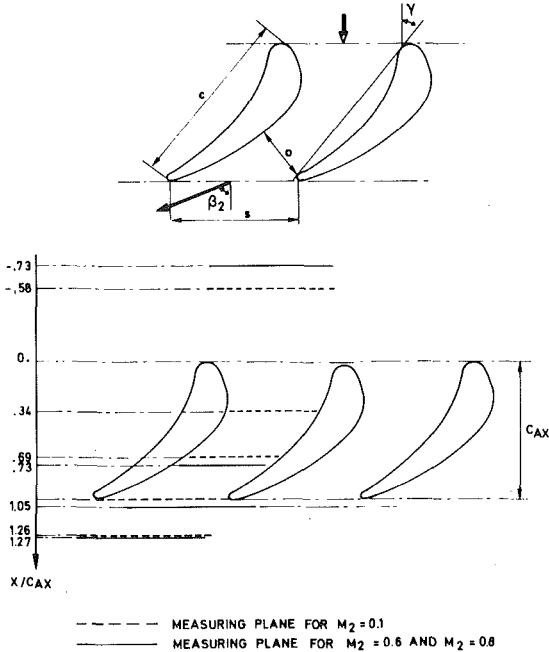 γ
c
o
β2
s
-.73
-.58
0.
.34
.69
.73
1.05
1.26
1.27
CAX
X/CAX
MEASURING PLANE FOR M2 = 0.1
MEASURING PLANE FOR M2 = 0.6 AND M2 = 0.8